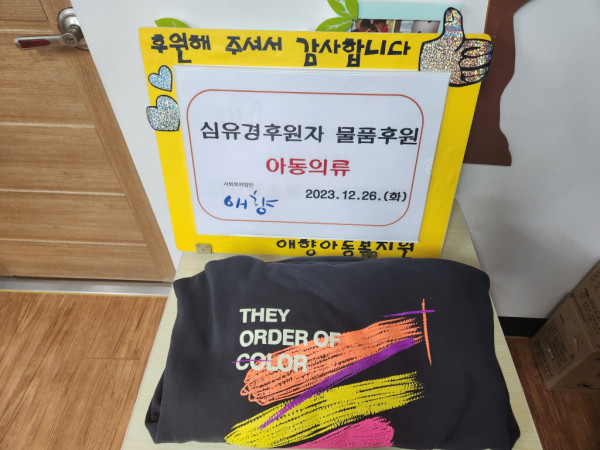 후원해 주셔서 감사합니다
심유경후원자 물품후원
아동의류
사회복지법인
애향
2023.12.26.(화)
애향아동복지원
THEY
ORDER OF
COLOR